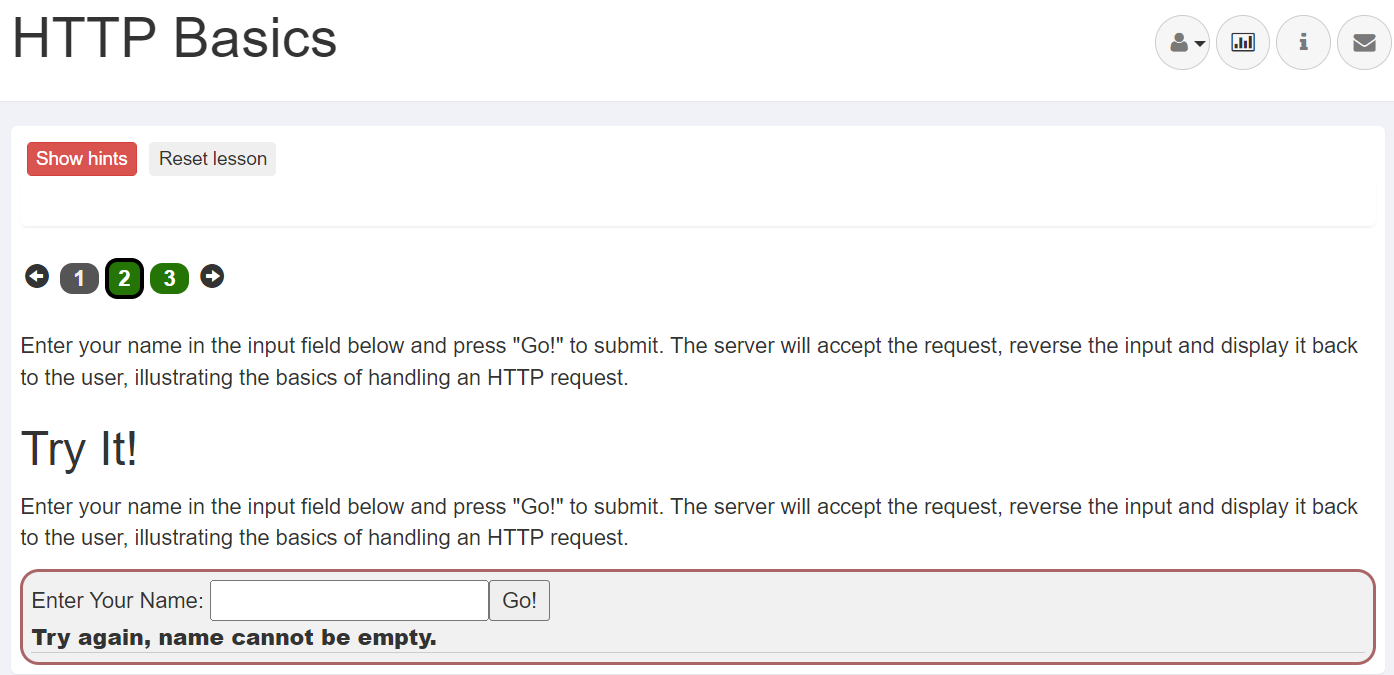 HTTP Basics
Show hints Reset lesson
1 2 3
Enter your name in the input field below and press "Go!" to submit. The server will accept the request, reverse the input and display it back
to the user, illustrating the basics of handling an HTTP request.
Try It!
Enter your name in the input field below and press "Go!" to submit. The server will accept the request, reverse the input and display it back
to the user, illustrating the basics of handling an HTTP request.
Enter Your Name: Go!
Try again, name cannot be empty.